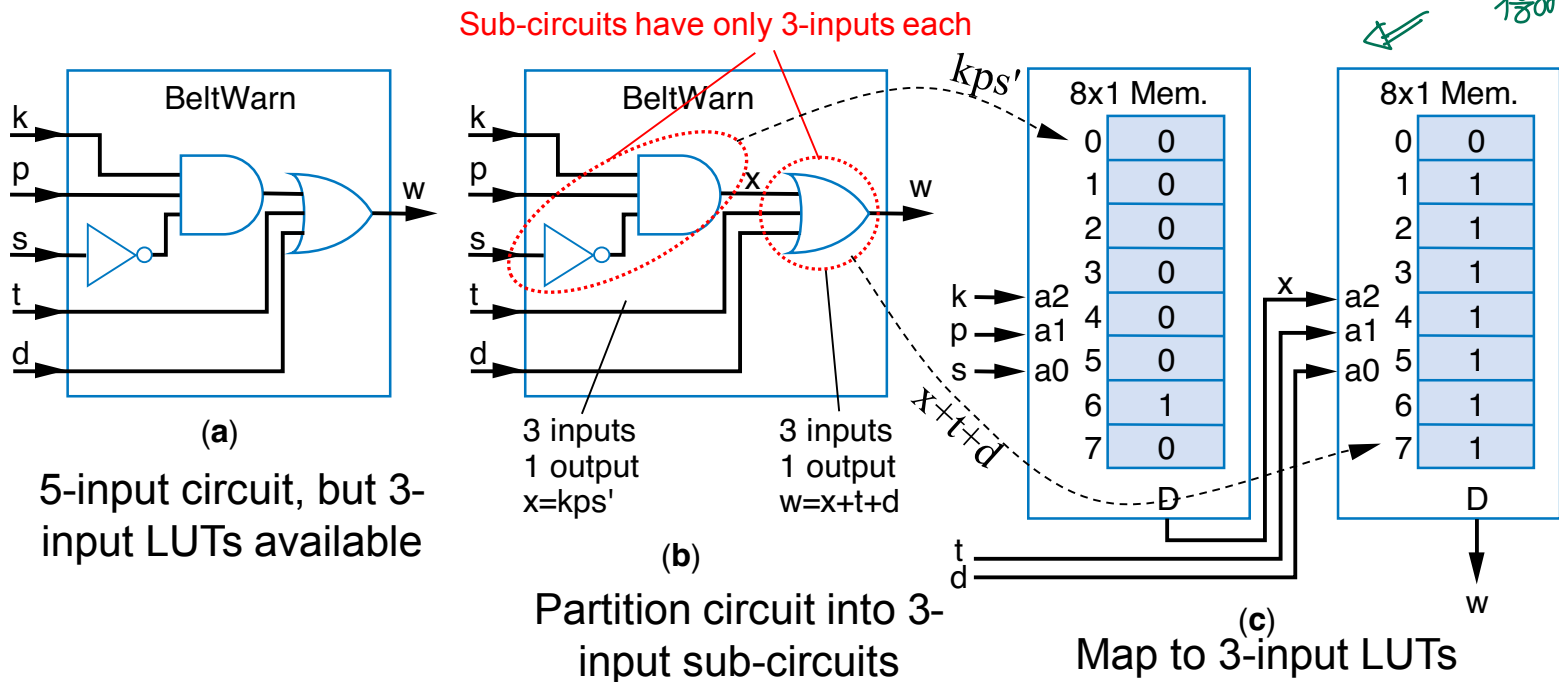 Sub-circuits have only 3-inputs each
BeltWarn
k
p
s
t
d
w
(a)
5-input circuit, but 3-
input LUTs available
BeltWarn
k
p
s
t
d
x
w
3 inputs
1 output
x=kps'
3 inputs
1 output
w=x+t+d
(b)
Partition circuit into 3-
input sub-circuits
kps'
x+t+d
8x1 Mem.
0 0
1 0
2 0
3 0
4 0
5 0
6 1
7 0
k a2
p a1
s a0
D
t
d
x
8x1 Mem.
0 0
1 1
2 1
3 1
4 1
5 1
6 1
7 1
a2
a1
a0
D
w
(c)
Map to 3-input LUTs